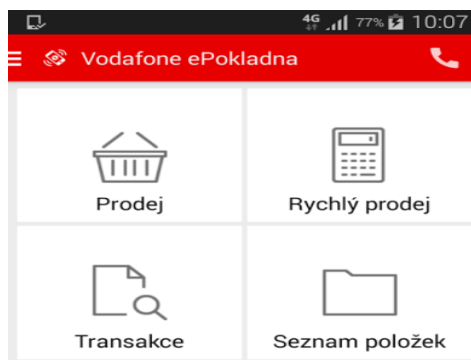 4G 77% 10:07
Vodafone ePokladna
Prodej
Rychlý prodej
Transakce
Seznam položek